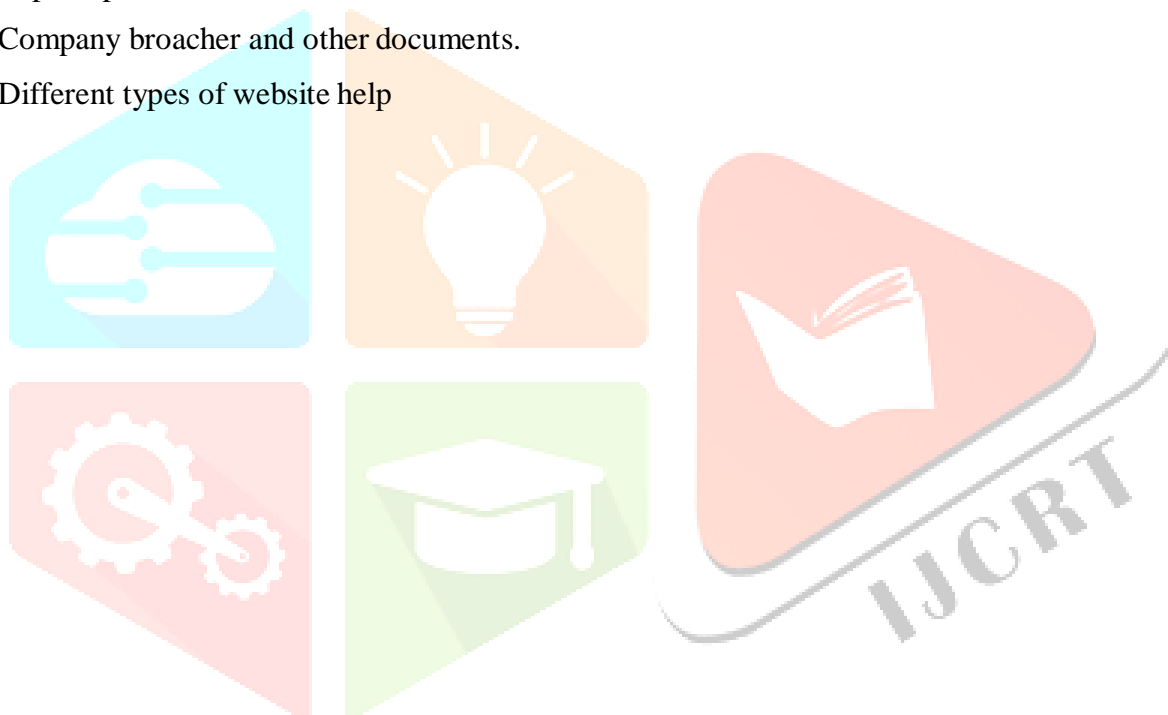 Company broacher and other documents.
Different types of website help
IJCRT